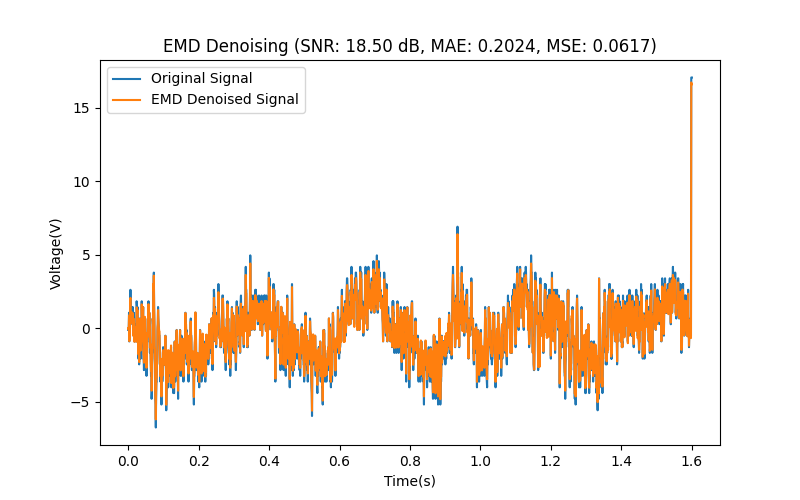 EMD Denoising (SNR: 18.50 dB, MAE: 0.2024, MSE: 0.0617)
Original Signal
EMD Denoised Signal
Voltage(V)
15
10
5
0
−5
0.0 0.2 0.4 0.6 0.8 1.0 1.2 1.4 1.6
Time(s)